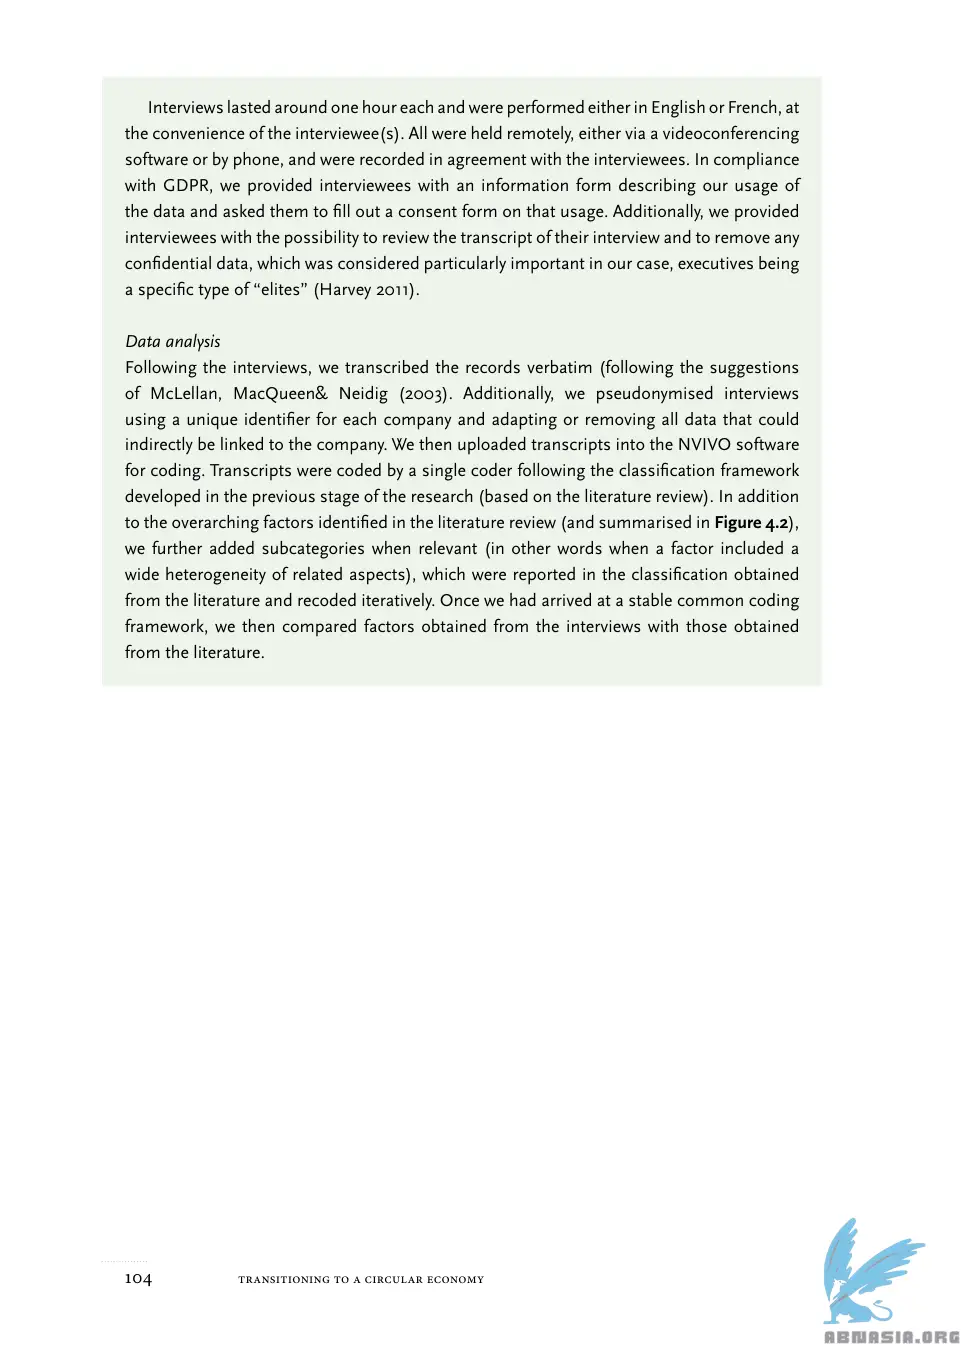 Interviews lasted around one hour each and were performed either in English or French, at
the convenience of the interviewee(s). All were held remotely, either via a videoconferencing
software or by phone, and were recorded in agreement with the interviewees. In compliance
with GDPR, we provided interviewees with an information form describing our usage of
the data and asked them to fill out a consent form on that usage. Additionally, we provided
interviewees with the possibility to review the transcript of their interview and to remove any
confidential data, which was considered particularly important in our case, executives being
a specific type of “elites” (Harvey 2011).
Data analysis
Following the interviews, we transcribed the records verbatim (following the suggestions
of McLellan, MacQueen& Neidig (2003). Additionally, we pseudonymised interviews
using a unique identifier for each company and adapting or removing all data that could
indirectly be linked to the company. We then uploaded transcripts into the NVIVO software
for coding. Transcripts were coded by a single coder following the classification framework
developed in the previous stage of the research (based on the literature review). In addition
to the overarching factors identified in the literature review (and summarised in Figure 4.2),
we further added subcategories when relevant (in other words when a factor included a
wide heterogeneity of related aspects), which were reported in the classification obtained
from the literature and recoded iteratively. Once we had arrived at a stable common coding
framework, we then compared factors obtained from the interviews with those obtained
from the literature.
104 TRANSITIONING TO A CIRCULAR ECONOMY
ABNASIA.ORG